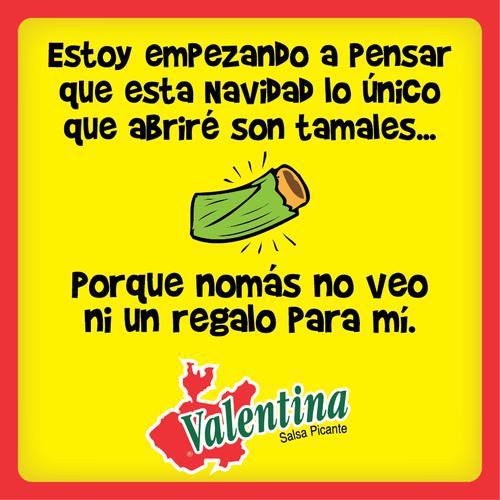 Estoy empezando a pensar
que esta Navidad lo único
que abriré son tamales...
Porque nomás no veo
ni un regalo para mí.
Valentina
Salsa Picante
®